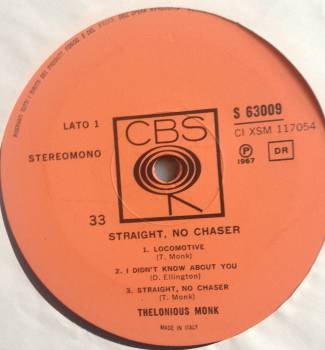 LATO 1
CBS
S 63009
CI XSM 117054
STEREOMONO
P
1967
DR
33
STRAIGHT, NO CHASER
1. LOCOMOTIVE
(T. Monk)
2. I DIDN'T KNOW ABOUT YOU
(D. Ellington)
3. STRAIGHT, NO CHASER
(T. Monk)
THELONIOUS MONK
MADE IN ITALY